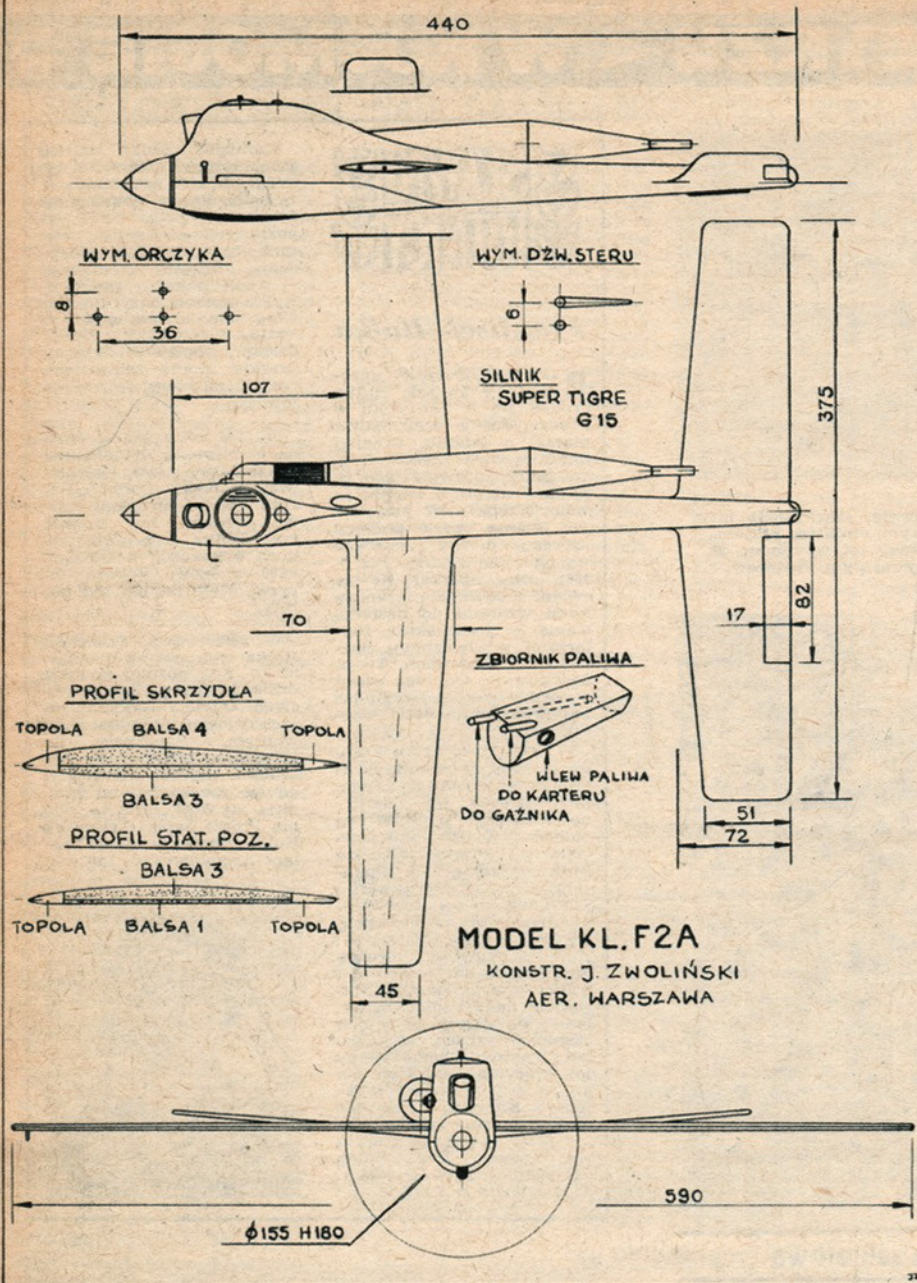 440
WYM. ORCZYKA
8
36
WYM. DŹW. STERU
6
SILNIK
SUPER TIGRE
G 15
107
375
70
17
82
ZBIORNIK PALIWA
WLEW PALIWA
DO KARTERU
DO GAŹNIKA
PROFIL SKRZYDŁA
TOPOLA BALSA 4 TOPOLA
BALSA 3
PROFIL STAT. POZ.
BALSA 3
TOPOLA BALSA 1 TOPOLA
51
72
45
MODEL KL. F2A
KONSTR. J. ZWOLIŃSKI
AER. WARSZAWA
590
ϕ155 H180